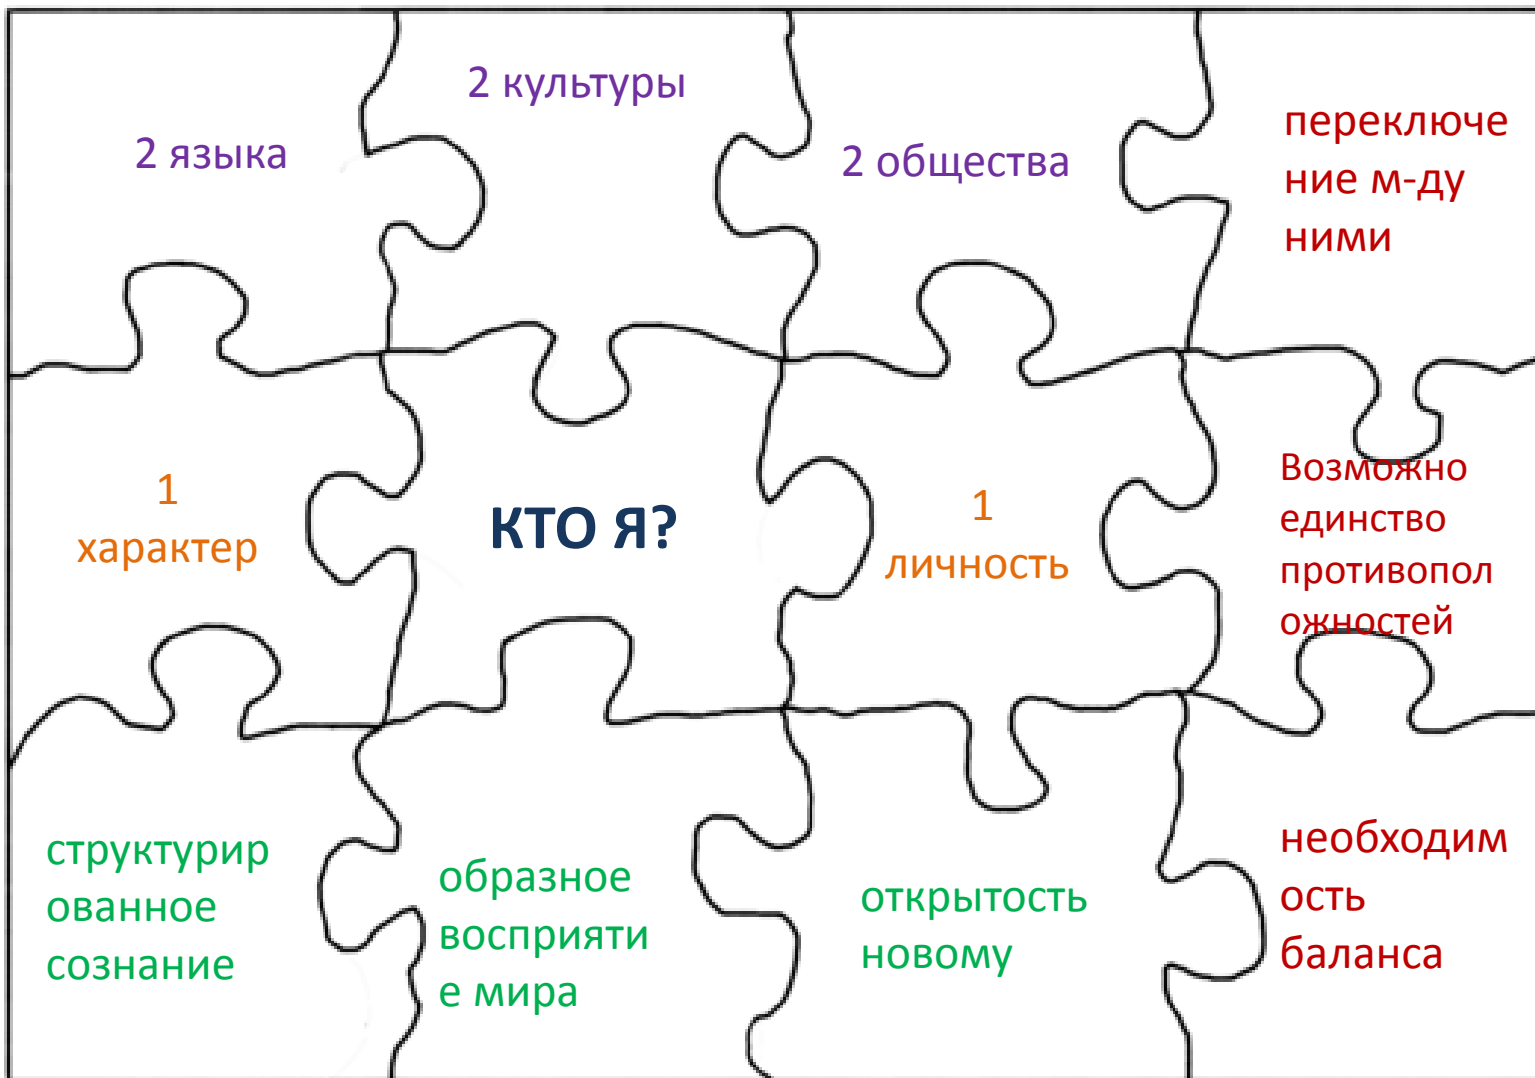 2 языка
2 культуры
2 общества
переключе
ние м-ду
ними
1
характер
КТО Я?
1
личность
Возможно
единство
противопол
ожностей
структурир
ованное
сознание
образное
восприяти
е мира
открытость
новому
необходим
ость
баланса